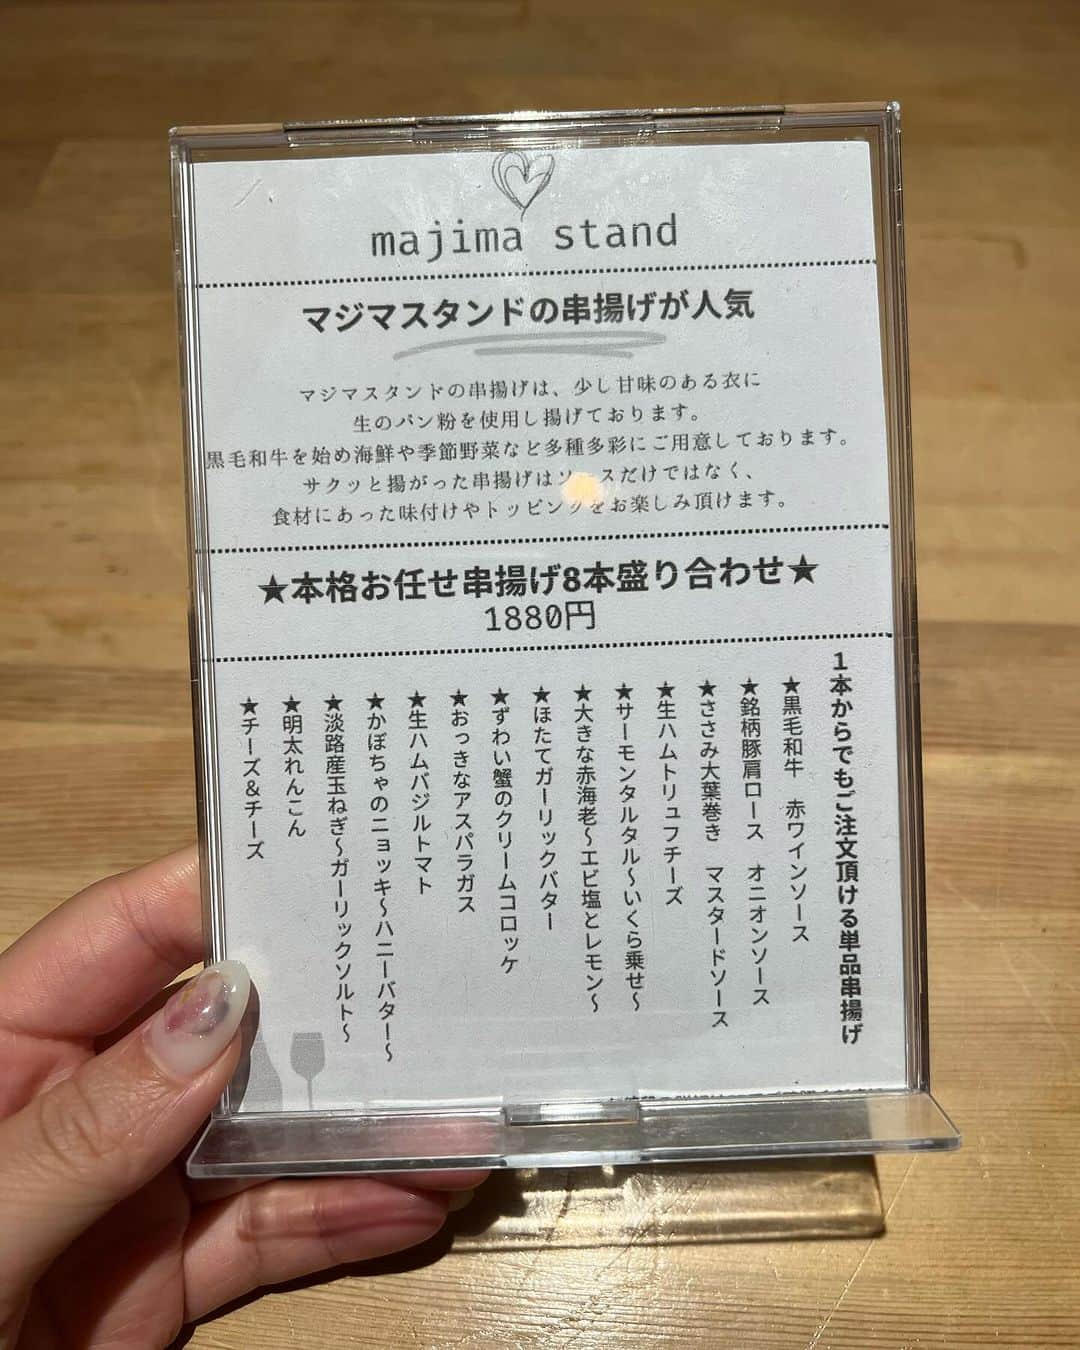 majima stand
マジマスタンドの串揚げが人気
マジマスタンドの串揚げは、少し甘味のある衣に
生のパン粉を使用し揚げております。
黒毛和牛を始め海鮮や季節野菜など多種多彩にご用意しております。
サクッと揚がった串揚げはソースだけではなく、
食材にあった味付けやトッピングをお楽しみ頂けます。
★本格お任せ串揚げ8本盛り合わせ★
1880円
1本からでもご注文頂ける単品串揚げ
★黒毛和牛 赤ワインソース
★銘柄豚肩ロース オニオンソース
★ささみ大葉巻き マスタードソース
★生ハムトリュフチーズ
★サーモンタルタル〜いくら乗せ〜
★大きな赤海老〜エビ塩とレモン〜
★ほたてガーリックバター
★ずわい蟹のクリームコロッケ
★おっきなアスパラガス
★生ハムバジルトマト
★かぼちゃのニョッキ〜ハニーバター〜
★淡路産玉ねぎ〜ガーリックソルト〜
★明太れんこん
★チーズ&チーズ